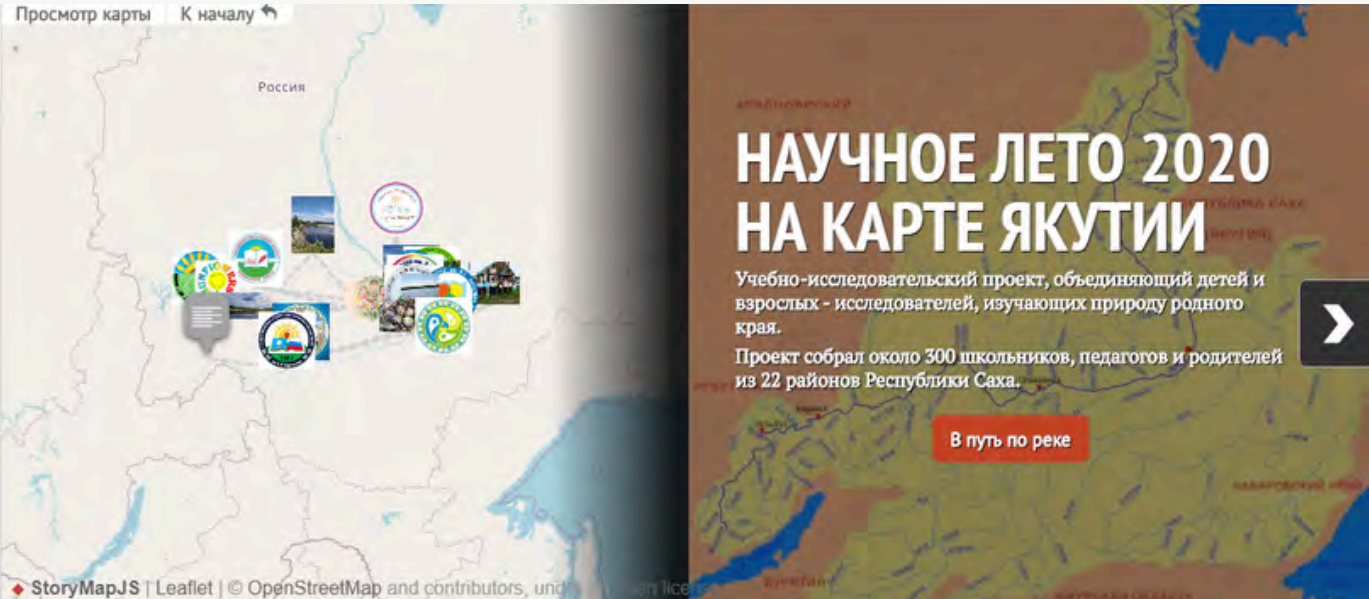 Просмотр карты К началу
Россия
НАУЧНОЕ ЛЕТО 2020
НА КАРТЕ ЯКУТИИ
Учебно-исследовательский проект, объединяющий детей и
взрослых - исследователей, изучающих природу родного
края.
Проект собрал около 300 школьников, педагогов и родителей
из 22 районов Республики Саха.
В путь по реке
StoryMapJS | Leaflet | © OpenStreetMap and contributors,